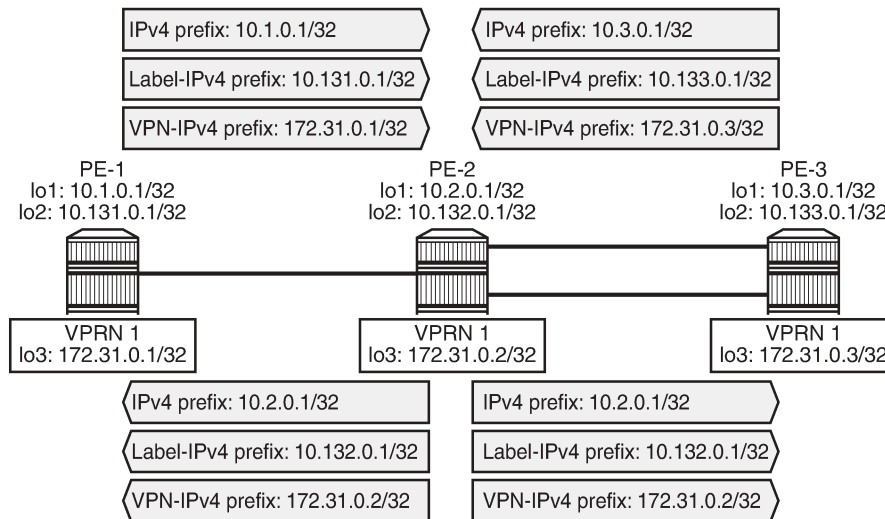 IPv4 prefix: 10.1.0.1/32
IPv4 prefix: 10.3.0.1/32
Label-IPv4 prefix: 10.131.0.1/32
Label-IPv4 prefix: 10.133.0.1/32
VPN-IPv4 prefix: 172.31.0.1/32
VPN-IPv4 prefix: 172.31.0.3/32
PE-1
lo1: 10.1.0.1/32
lo2: 10.131.0.1/32
PE-2
lo1: 10.2.0.1/32
lo2: 10.132.0.1/32
PE-3
lo1: 10.3.0.1/32
lo2: 10.133.0.1/32
VPRN 1
lo3: 172.31.0.1/32
VPRN 1
lo3: 172.31.0.2/32
VPRN 1
lo3: 172.31.0.3/32
IPv4 prefix: 10.2.0.1/32
IPv4 prefix: 10.2.0.1/32
Label-IPv4 prefix: 10.132.0.1/32
Label-IPv4 prefix: 10.132.0.1/32
VPN-IPv4 prefix: 172.31.0.2/32
VPN-IPv4 prefix: 172.31.0.2/32